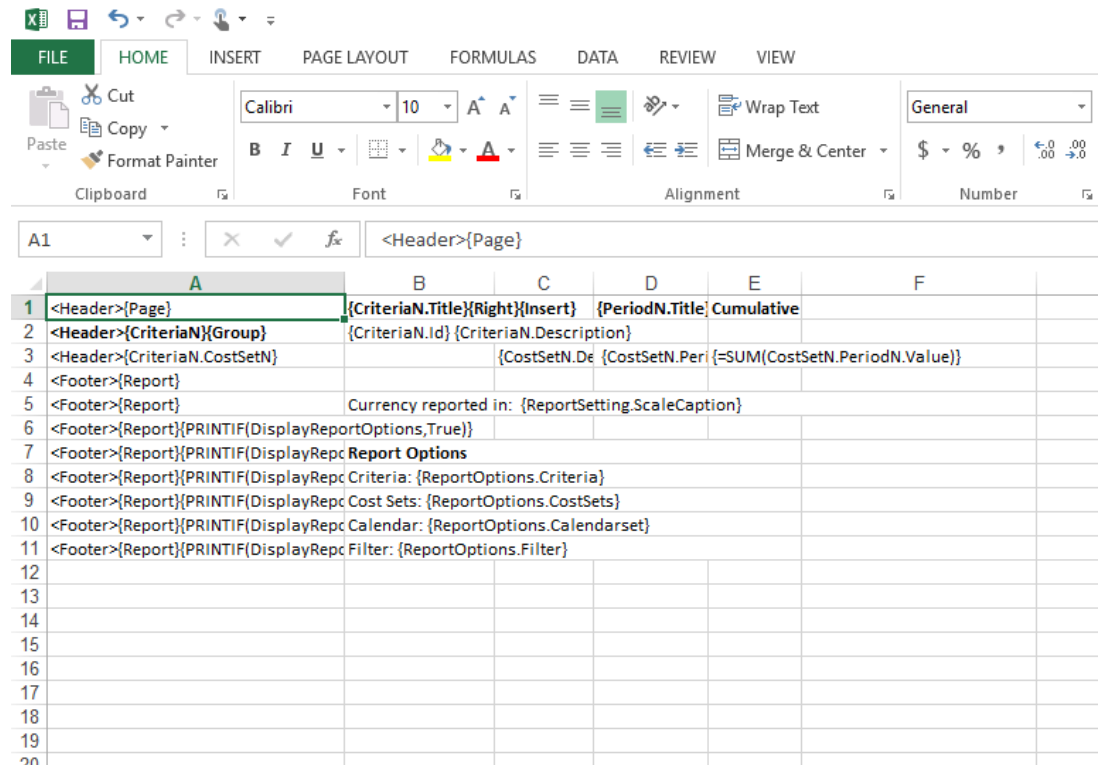 FILE HOME INSERT PAGE LAYOUT FORMULAS DATA REVIEW VIEW
Paste
Cut
Copy
Format Painter
Calibri 10 A A
B I U A
Wrap Text
Merge & Center
General
$ % , .0 .00 .00 .0
Clipboard Font Alignment Number
A1 fx <Header>{Page}
A B C D E F
1 <Header>{Page} {CriteriaN.Title}{Right}{Insert} {PeriodN.Title} Cumulative
2 <Header>{CriteriaN}{Group} {CriteriaN.Id} {CriteriaN.Description}
3 <Header>{CriteriaN.CostSetN} {CostSetN.De {CostSetN.Peri {=SUM(CostSetN.PeriodN.Value)}
4 <Footer>{Report}
5 <Footer>{Report} Currency reported in: {ReportSetting.ScaleCaption}
6 <Footer>{Report}{PRINTIF(DisplayReportOptions,True)}
7 <Footer>{Report}{PRINTIF(DisplayRepo Report Options
8 <Footer>{Report}{PRINTIF(DisplayRepo Criteria: {ReportOptions.Criteria}
9 <Footer>{Report}{PRINTIF(DisplayRepo Cost Sets: {ReportOptions.CostSets}
10 <Footer>{Report}{PRINTIF(DisplayRepo Calendar: {ReportOptions.Calendarset}
11 <Footer>{Report}{PRINTIF(DisplayRepo Filter: {ReportOptions.Filter}
12
13
14
15
16
17
18
19
20